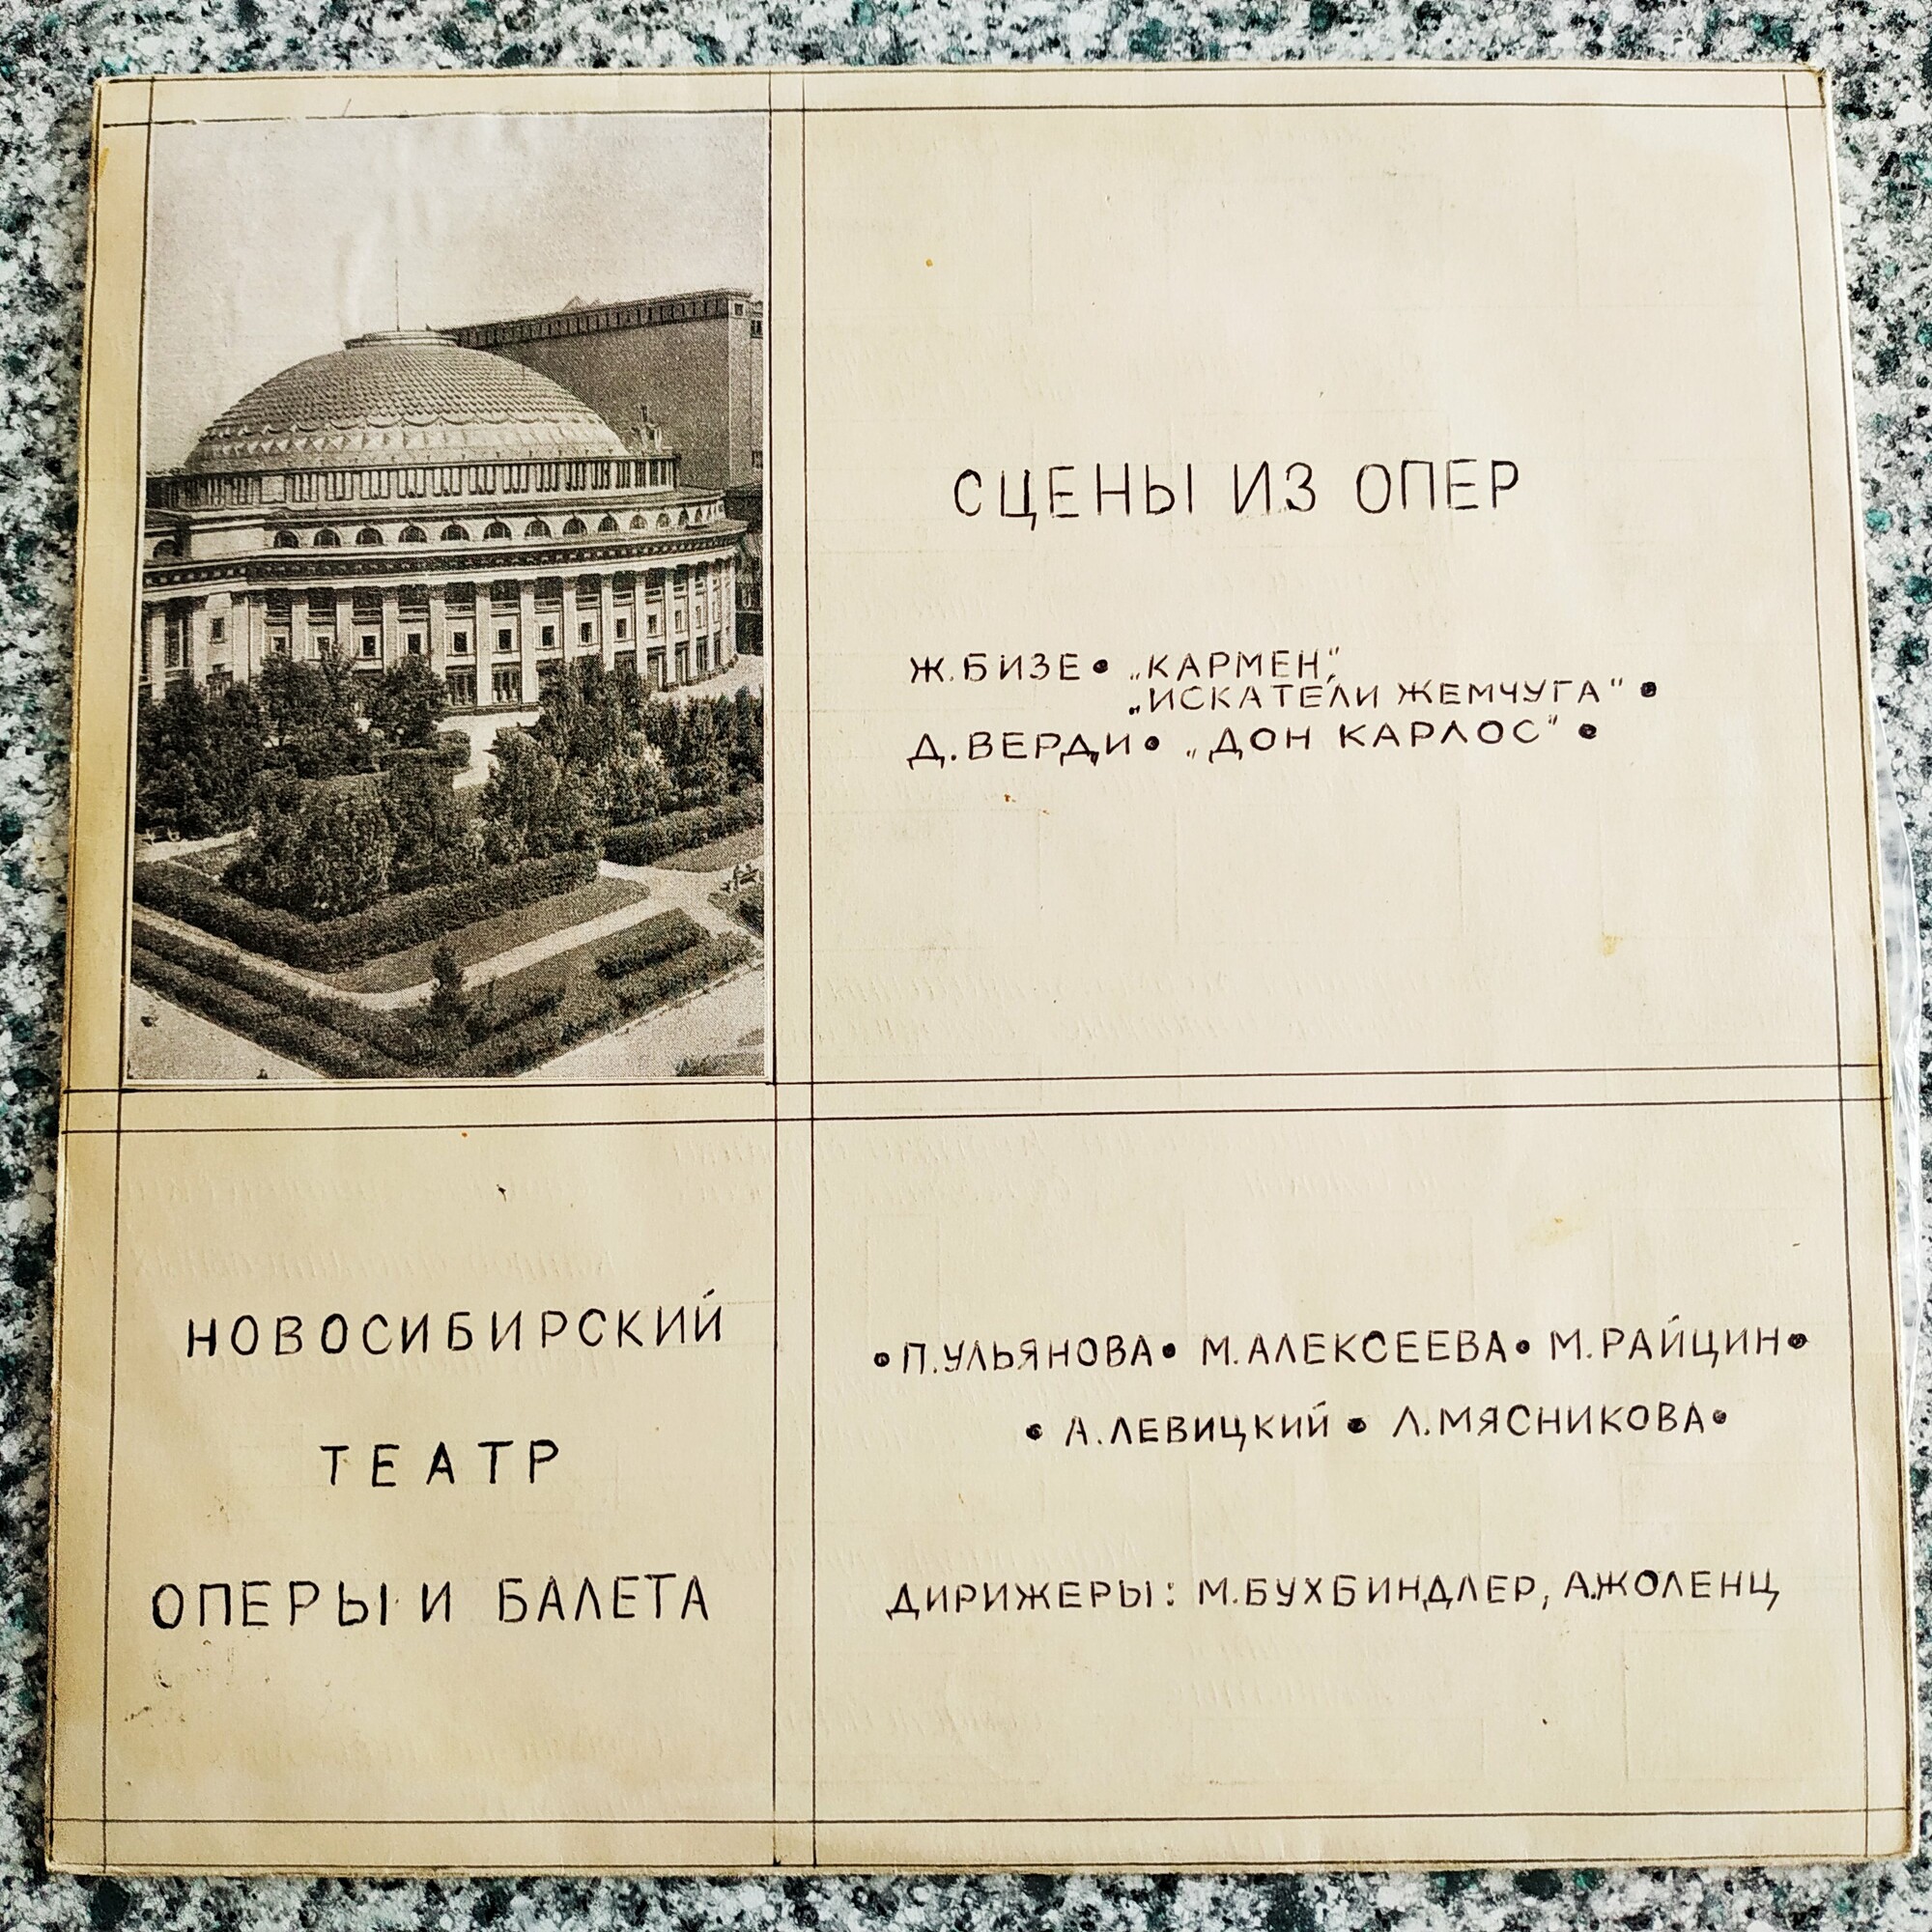 СЦЕНЫ ИЗ ОПЕР
Ж.БИЗЕ• „КАРМЕН“,
„ИСКАТЕЛИ ЖЕМЧУГА“ •
Д.ВЕРДИ• „ДОН КАРЛОС“ •
НОВОСИБИРСКИЙ
ТЕАТР
ОПЕРЫ И БАЛЕТА
•П.УЛЬЯНОВА• М.АЛЕКСЕЕВА• М.РАЙЦИН•
• А.ЛЕВИЦКИЙ • Л.МЯСНИКОВА•
ДИРИЖЕРЫ: М.БУХБИНДЛЕР, А.ЖОЛЕНЦ